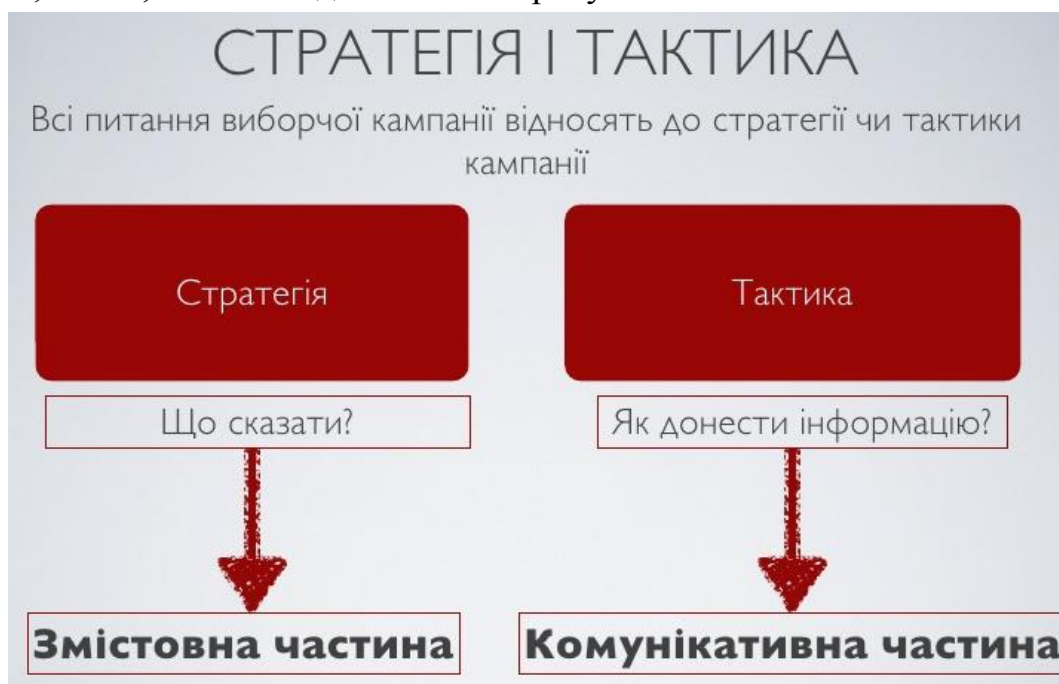 СТРАТЕГІЯ І ТАКТИКА
Всі питання виборчої кампанії відносять до стратегії чи тактики
кампанії
Стратегія
Тактика
Що сказати?
Як донести інформацію?
Змістовна частина
Комунікативна частина